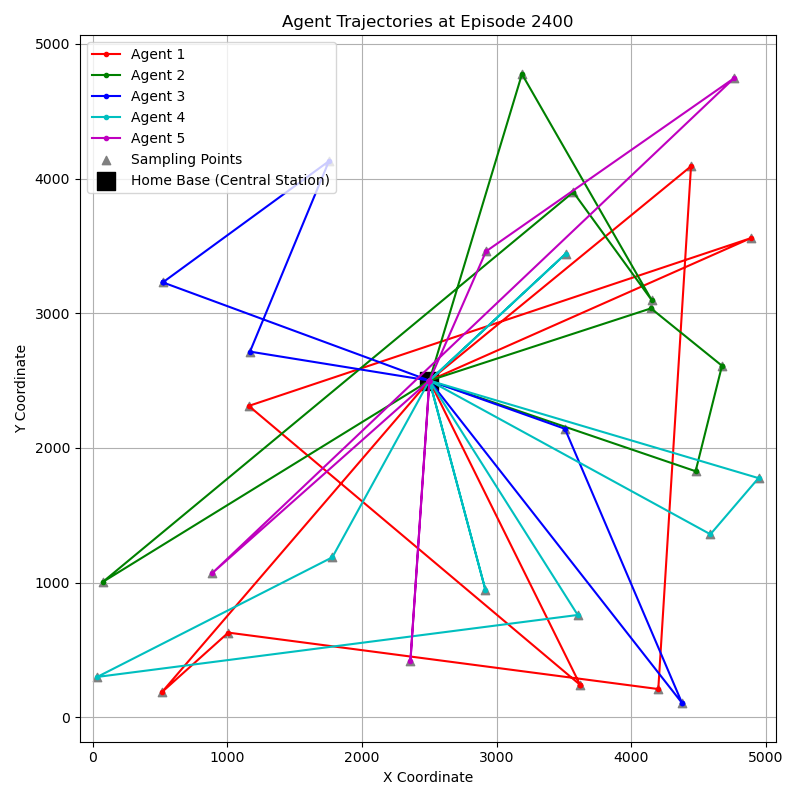 Agent Trajectories at Episode 2400
Agent 1
Agent 2
Agent 3
Agent 4
Agent 5
Sampling Points
Home Base (Central Station)
Y Coordinate
5000
4000
3000
2000
1000
0
0 1000 2000 3000 4000 5000
X Coordinate